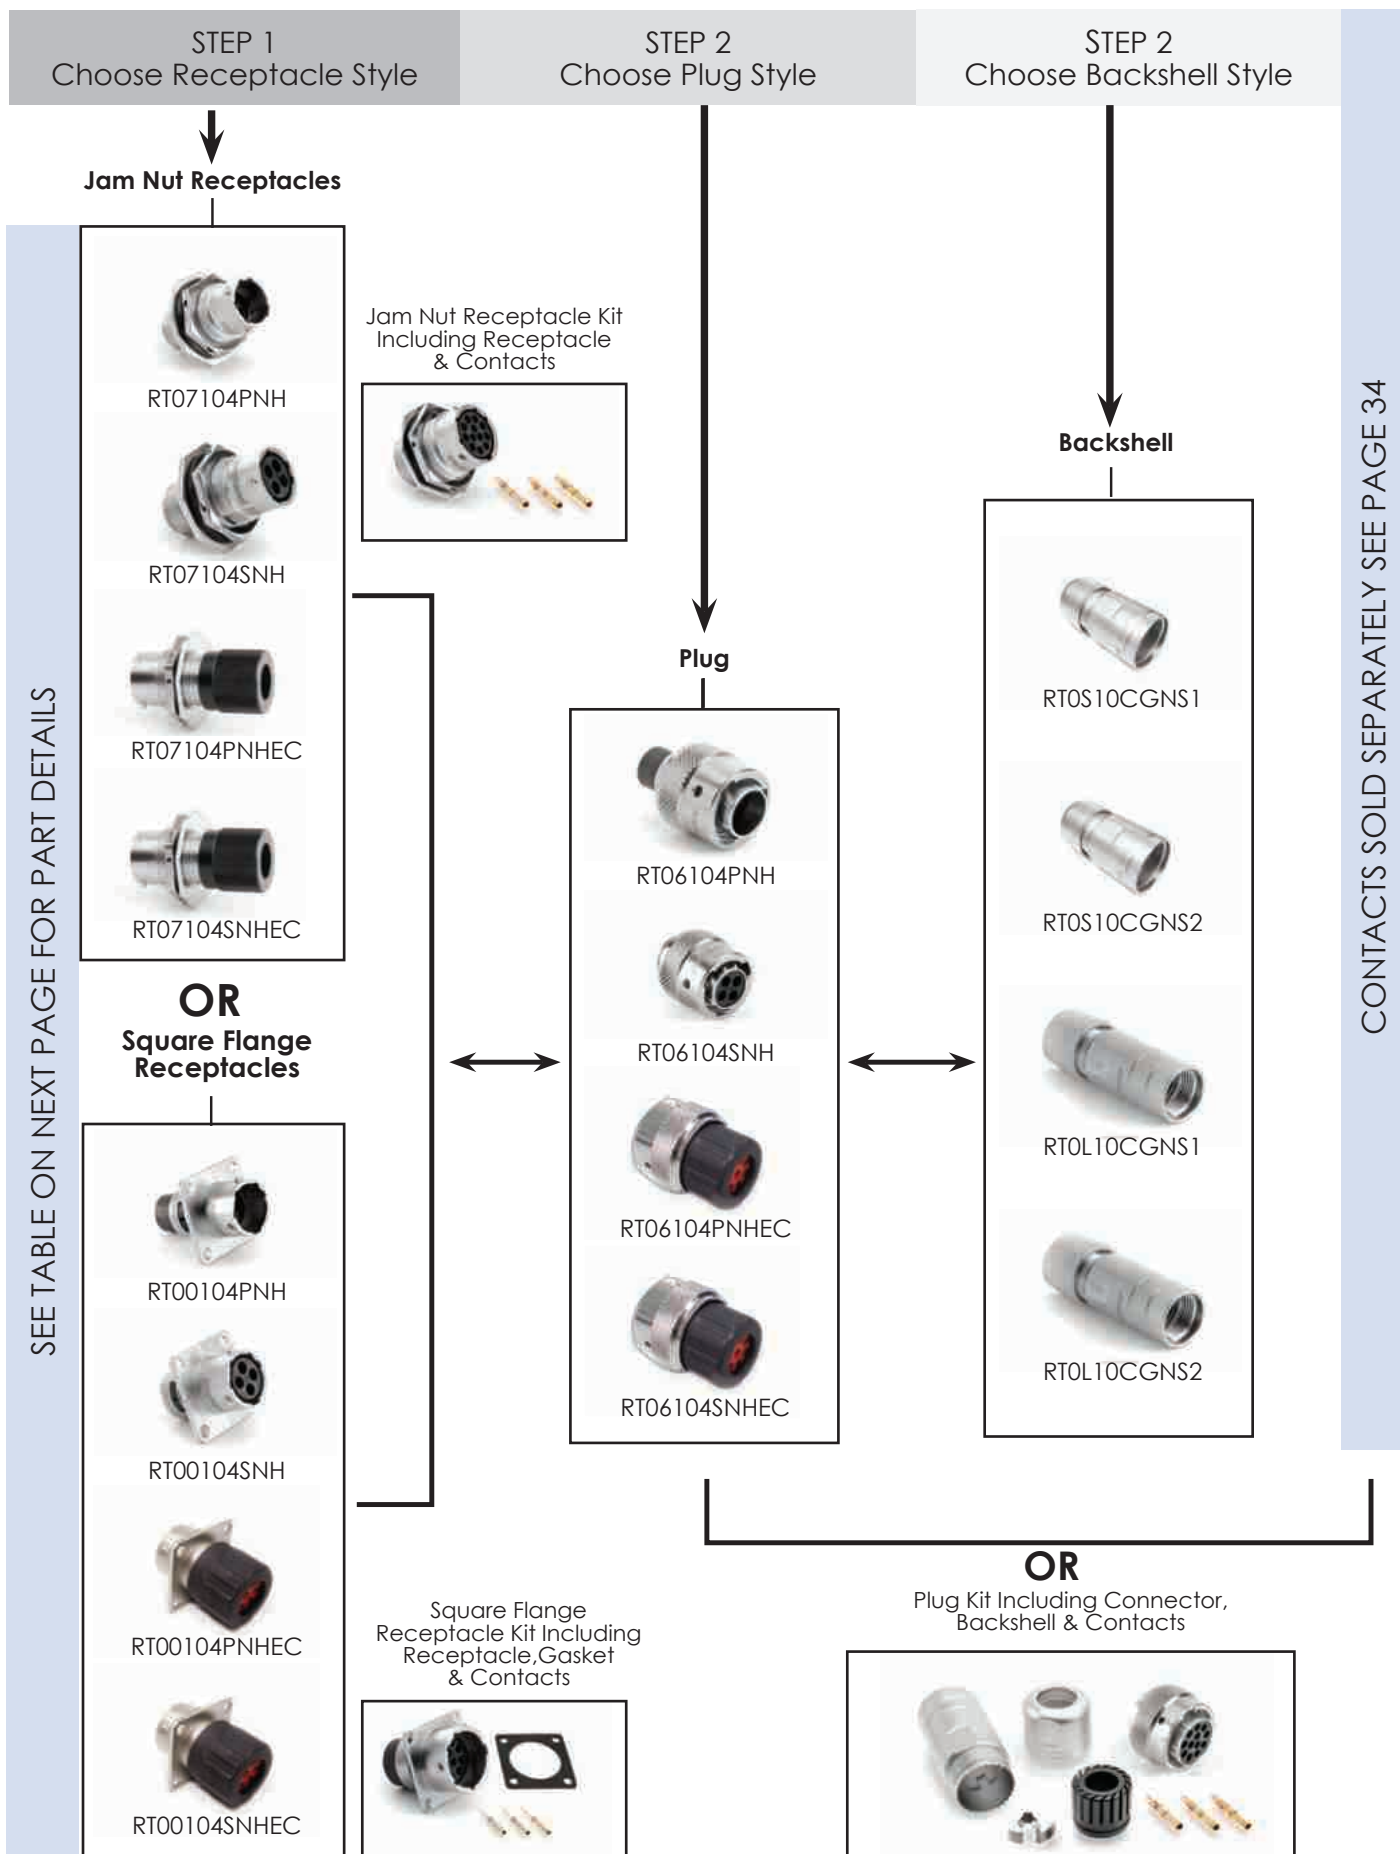 STEP 1
Choose Receptacle Style
STEP 2
Choose Plug Style
STEP 2
Choose Backshell Style
Jam Nut Receptacles
RT07104PNH
RT07104SNH
RT07104PNHEC
RT07104SNHEC
Jam Nut Receptacle Kit
Including Receptacle
& Contacts
OR
Square Flange
Receptacles
RT00104PNH
RT00104SNH
RT00104PNHEC
RT00104SNHEC
Square Flange
Receptacle Kit Including
Receptacle,Gasket
& Contacts
Plug
RT06104PNH
RT06104SNH
RT06104PNHEC
RT06104SNHEC
Backshell
RT0S10CGNS1
RT0S10CGNS2
RT0L10CGNS1
RT0L10CGNS2
OR
Plug Kit Including Connector,
Backshell & Contacts
SEE TABLE ON NEXT PAGE FOR PART DETAILS
CONTACTS SOLD SEPARATELY SEE PAGE 34